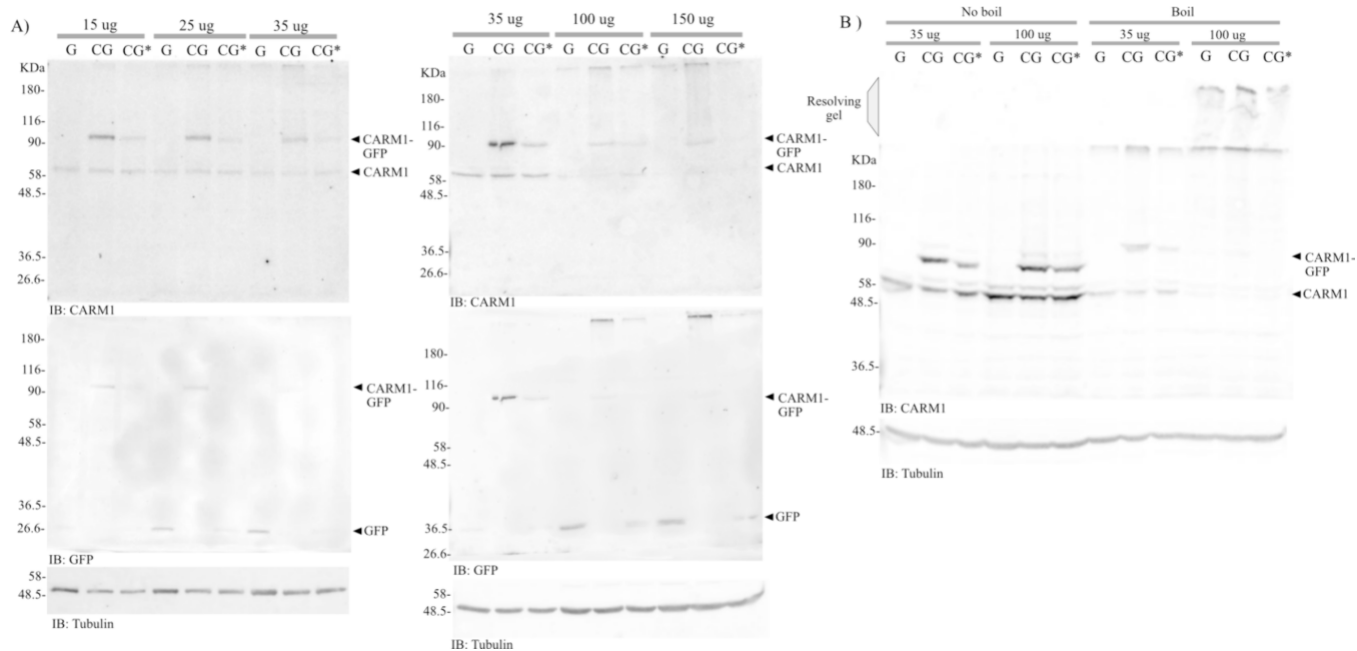 A)
15 ug 25 ug 35 ug
G CG CG* G CG CG* G CG CG*
KDa
180-
116-
90-
58-
48.5-
36.5-
26.6-
CARM1-
GFP
CARM1
IB: CARM1
180-
116-
90-
58-
48.5-
36.5-
26.6-
CARM1-
GFP
GFP
IB: GFP
58-
48.5-
IB: Tubulin
35 ug 100 ug 150 ug
G CG CG* G CG CG* G CG CG*
KDa
180-
116-
90-
58-
48.5-
36.5-
26.6-
CARM1-
GFP
CARM1
IB: CARM1
180-
116-
90-
58-
48.5-
36.5-
26.6-
CARM1-
GFP
GFP
IB: GFP
58-
48.5-
IB: Tubulin
B)
No boil Boil
35 ug 100 ug 35 ug 100 ug
G CG CG* G CG CG* G CG CG* G CG CG*
Resolving
gel
KDa
180-
116-
90-
58-
48.5-
36.5-
CARM1-
GFP
CARM1
IB: CARM1
48.5-
IB: Tubulin